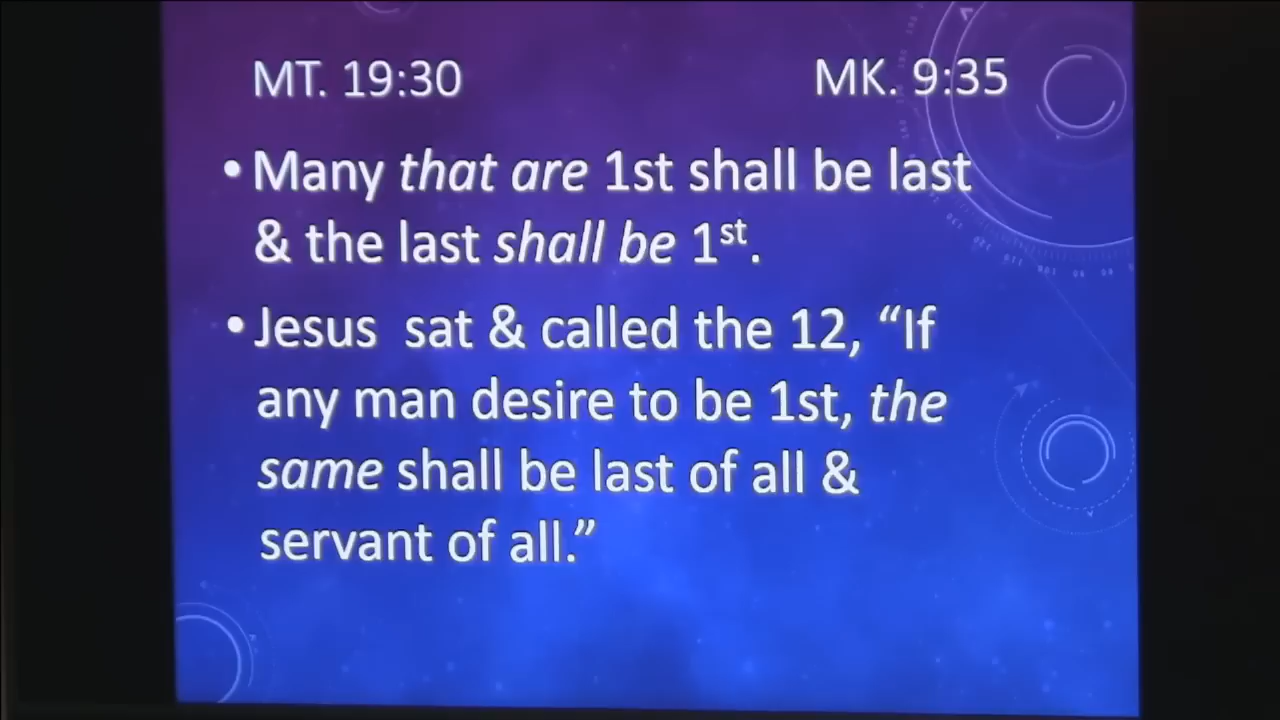 MT. 19:30 MK. 9:35
• Many that are 1st shall be last
& the last shall be 1st.
• Jesus sat & called the 12, “If
any man desire to be 1st, the
same shall be last of all &
servant of all.”